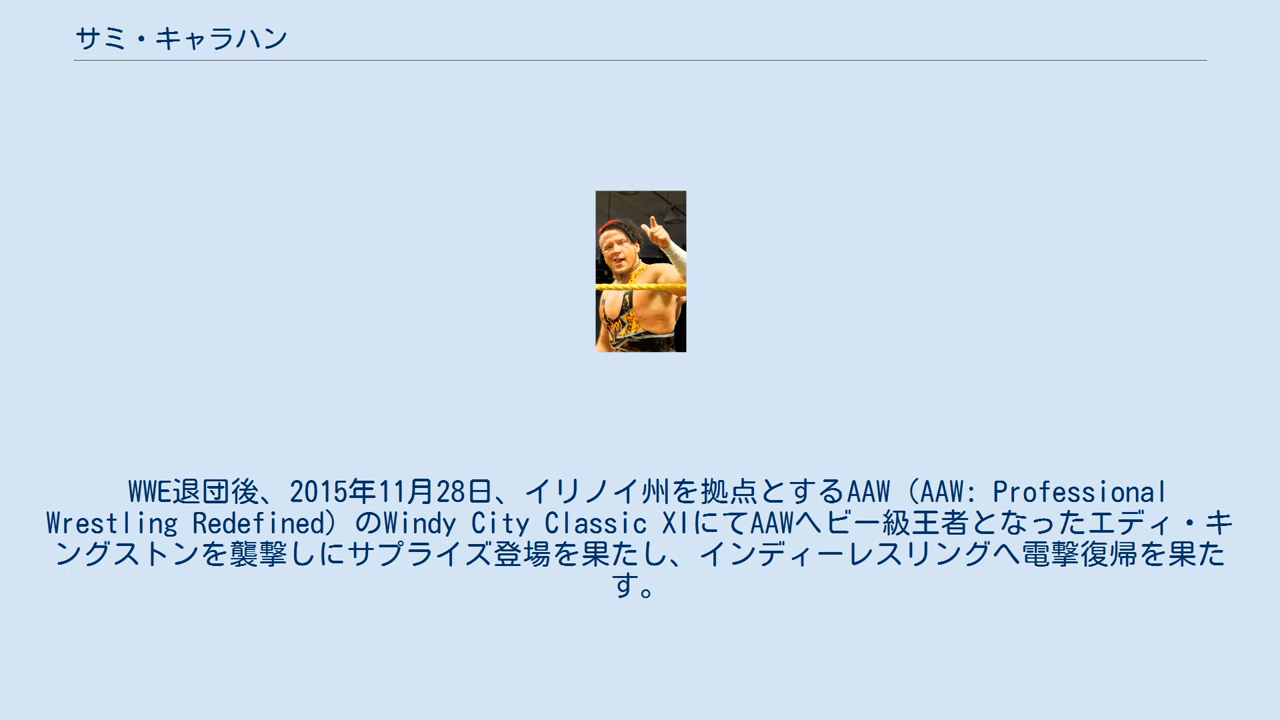 サミ・キャラハン
WWE退団後、2015年11月28日、イリノイ州を拠点とするAAW（AAW: Professional
Wrestling Redefined）のWindy City Classic XIにてAAWヘビー級王者となったエディ・キ
ングストンを襲撃しにサプライズ登場を果たし、インディーレスリングへ電撃復帰を果た
す。